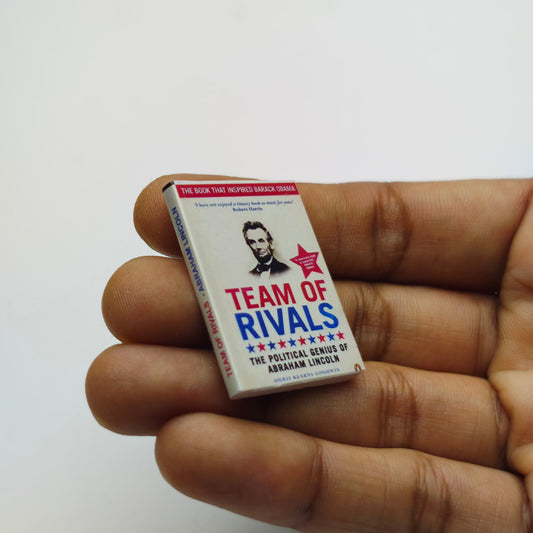 THE BOOK THAT INSPIRED BARACK OBAMA
'I have not enjoyed a history book as much for years'
Robert Harris
TEAM OF
RIVALS
THE POLITICAL GENIUS OF
ABRAHAM LINCOLN
DORIS KEARNS GOODWIN
TEAM OF RIVALS • ABRAHAM LINCOLN